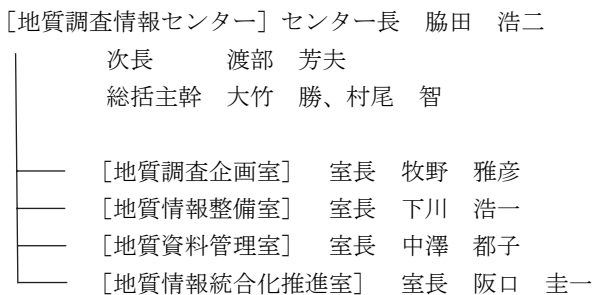 [地質調査情報センター] センター長　脇田　浩二
次長　　　渡部　芳夫
総括主幹　大竹　勝、村尾　智
[地質調査企画室]　室長　牧野　雅彦
[地質情報整備室]　室長　下川　浩一
[地質資料管理室]　室長　中澤　都子
[地質情報統合化推進室]　室長　阪口　圭一